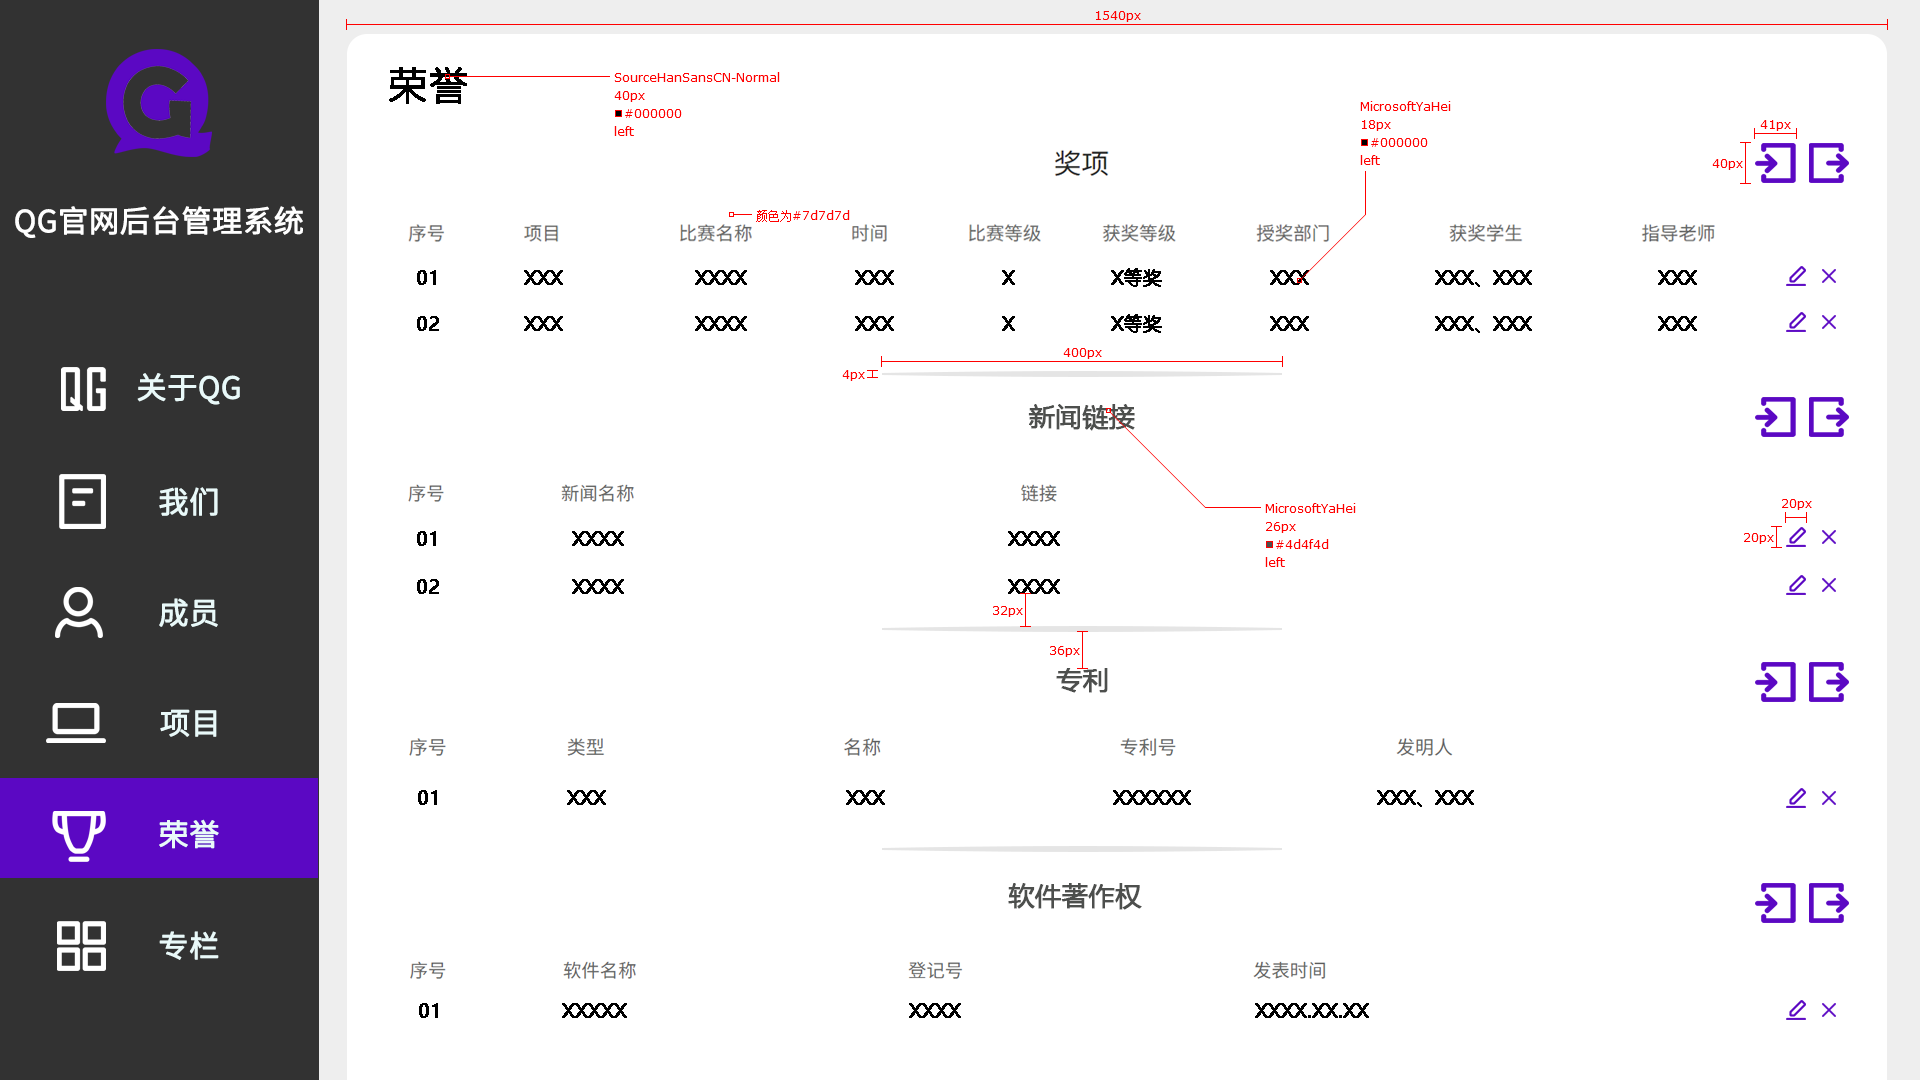 1540px
荣誉
SourceHanSansCN-Normal
40px
#000000
left
MicrosoftYaHei
18px
#000000
left
41px
40px
奖项
QG官网后台管理系统
颜色为#7d7d7d
序号 项目 比赛名称 时间 比赛等级 获奖等级 授奖部门 获奖学生 指导老师
01 XXX XXXX XXX X X等奖 XXX XXX、XXX XXX
02 XXX XXXX XXX X X等奖 XXX XXX、XXX XXX
400px
4px
关于QG
新闻链接
序号 新闻名称 链接
MicrosoftYaHei
26px
#4d4f4d
left
20px
20px
我们
01 XXXX XXXX
02 XXXX XXXX
32px
成员
36px
专利
项目
序号 类型 名称 专利号 发明人
01 XXX XXX XXXXXX XXX、XXX
荣誉
软件著作权
专栏
序号 软件名称 登记号 发表时间
01 XXXXX XXXX XXXX.XX.XX